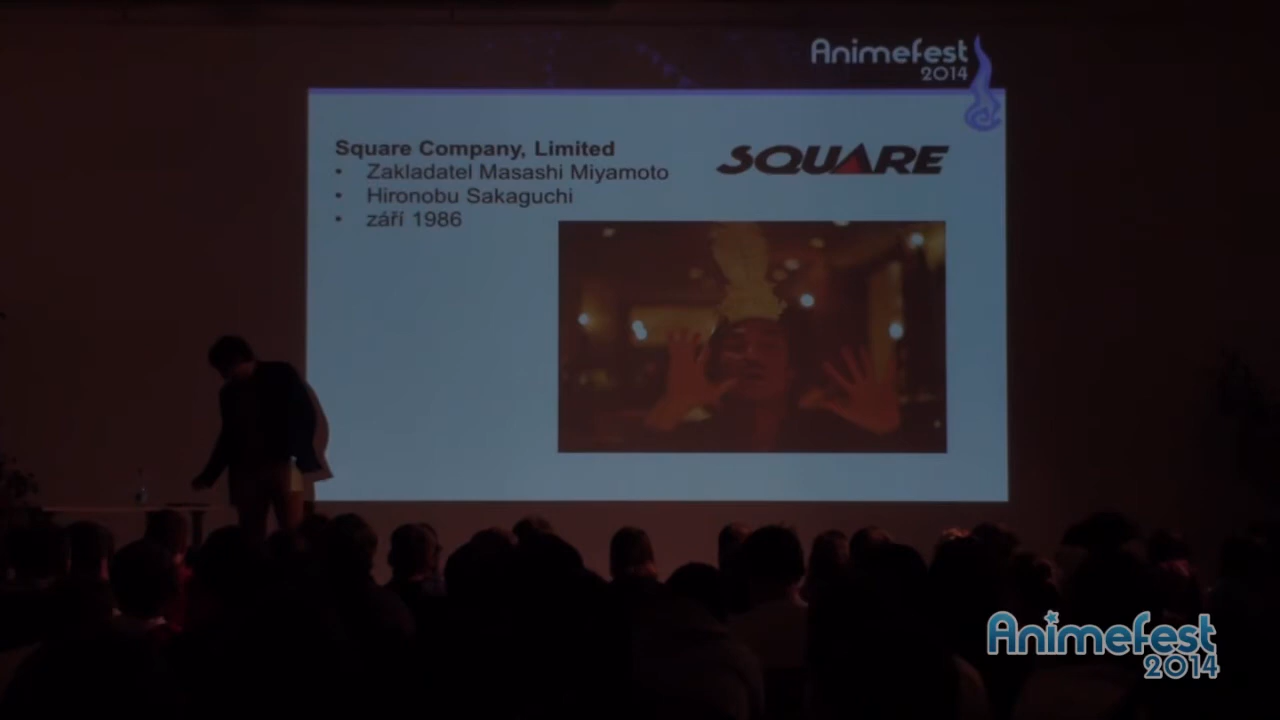 Animefest
2014
Square Company, Limited
• Zakladatel Masashi Miyamoto
• Hironobu Sakaguchi
• září 1986
SQUARE
Animefest
2014